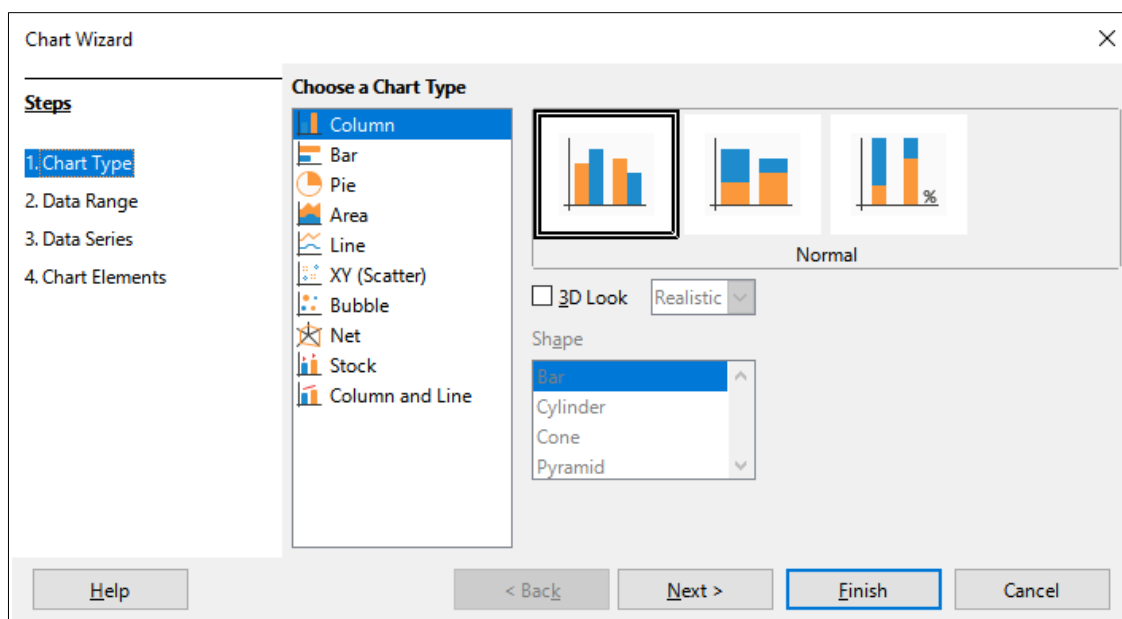 Chart Wizard
Steps
1. Chart Type
2. Data Range
3. Data Series
4. Chart Elements
Choose a Chart Type
Column
Bar
Pie
Area
Line
XY (Scatter)
Bubble
Net
Stock
Column and Line
%
Normal
3D Look
Realistic
Shape
Bar
Cylinder
Cone
Pyramid
Help
< Back
Next >
Finish
Cancel